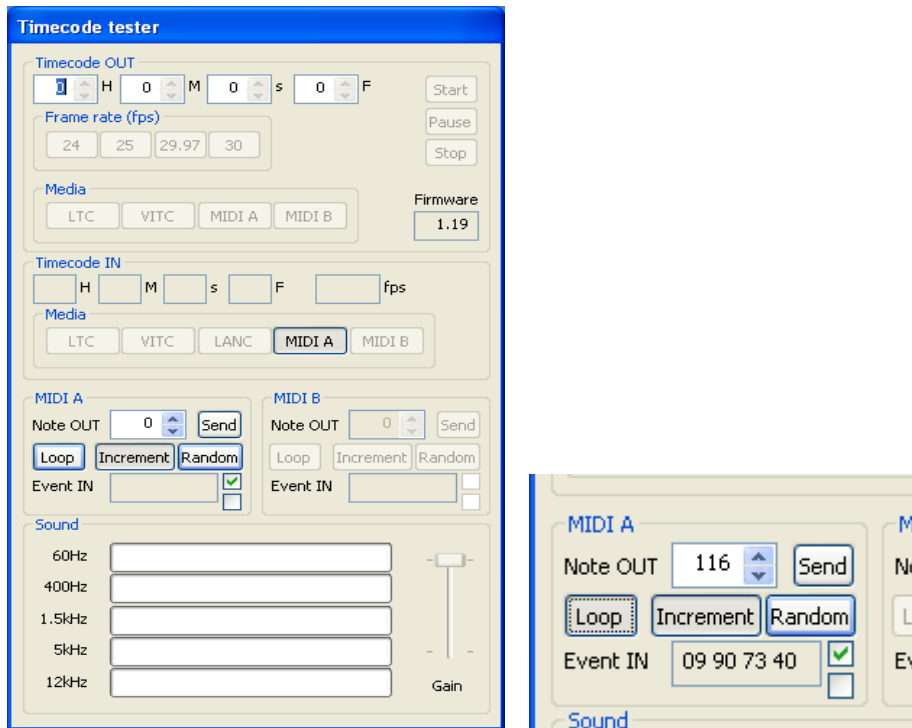 Timecode tester
Timecode OUT
0 H 0 M 0 s 0 F
Start
Frame rate (fps)
Pause
24 25 29.97 30
Stop
Media
Firmware
LTC VITC MIDI A MIDI B
1.19
Timecode IN
H M s F fps
Media
LTC VITC LANC MIDI A MIDI B
MIDI A
Note OUT 0 Send
Loop Increment Random
Event IN
MIDI B
Note OUT 0 Send
Loop Increment Random
Event IN
Sound
60Hz
400Hz
1.5kHz
5kHz
12kHz
Gain
MIDI A
Note OUT 116 Send
Loop Increment Random
Event IN 09 90 73 40
Sound